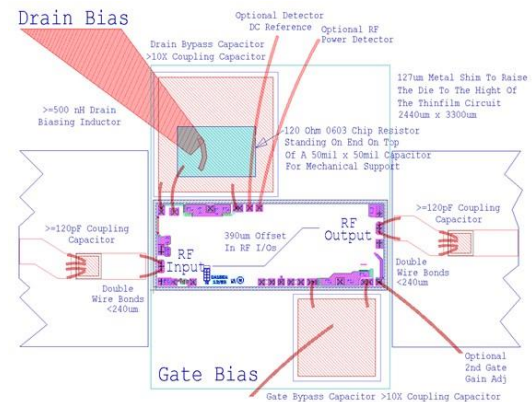 Drain Bias
Optional Detector
DC Reference
Optional RF
Power Detector
Drain Bypass Capacitor
>10X Coupling Capacitor
127um Metal Shim To Raise
The Die To The Hight Of
The Thinfilm Circuit
2440um x 3300um
>=500 nH Drain
Biasing Inductor
120 Ohm 0603 Chip Resistor
Standing On End On Top
Of A 50mil x 50mil Capacitor
For Mechanical Support
>=120pF Coupling
Capacitor
390um Offset
In RF I/Os
RF
Output
>=120pF Coupling
Capacitor
RF
Input
Double
Wire Bonds
<240um
Double
Wire Bonds
<240um
Optional
2nd Gate
Gain Adj
Gate Bias
Gate Bypass Capacitor >10X Coupling Capacitor